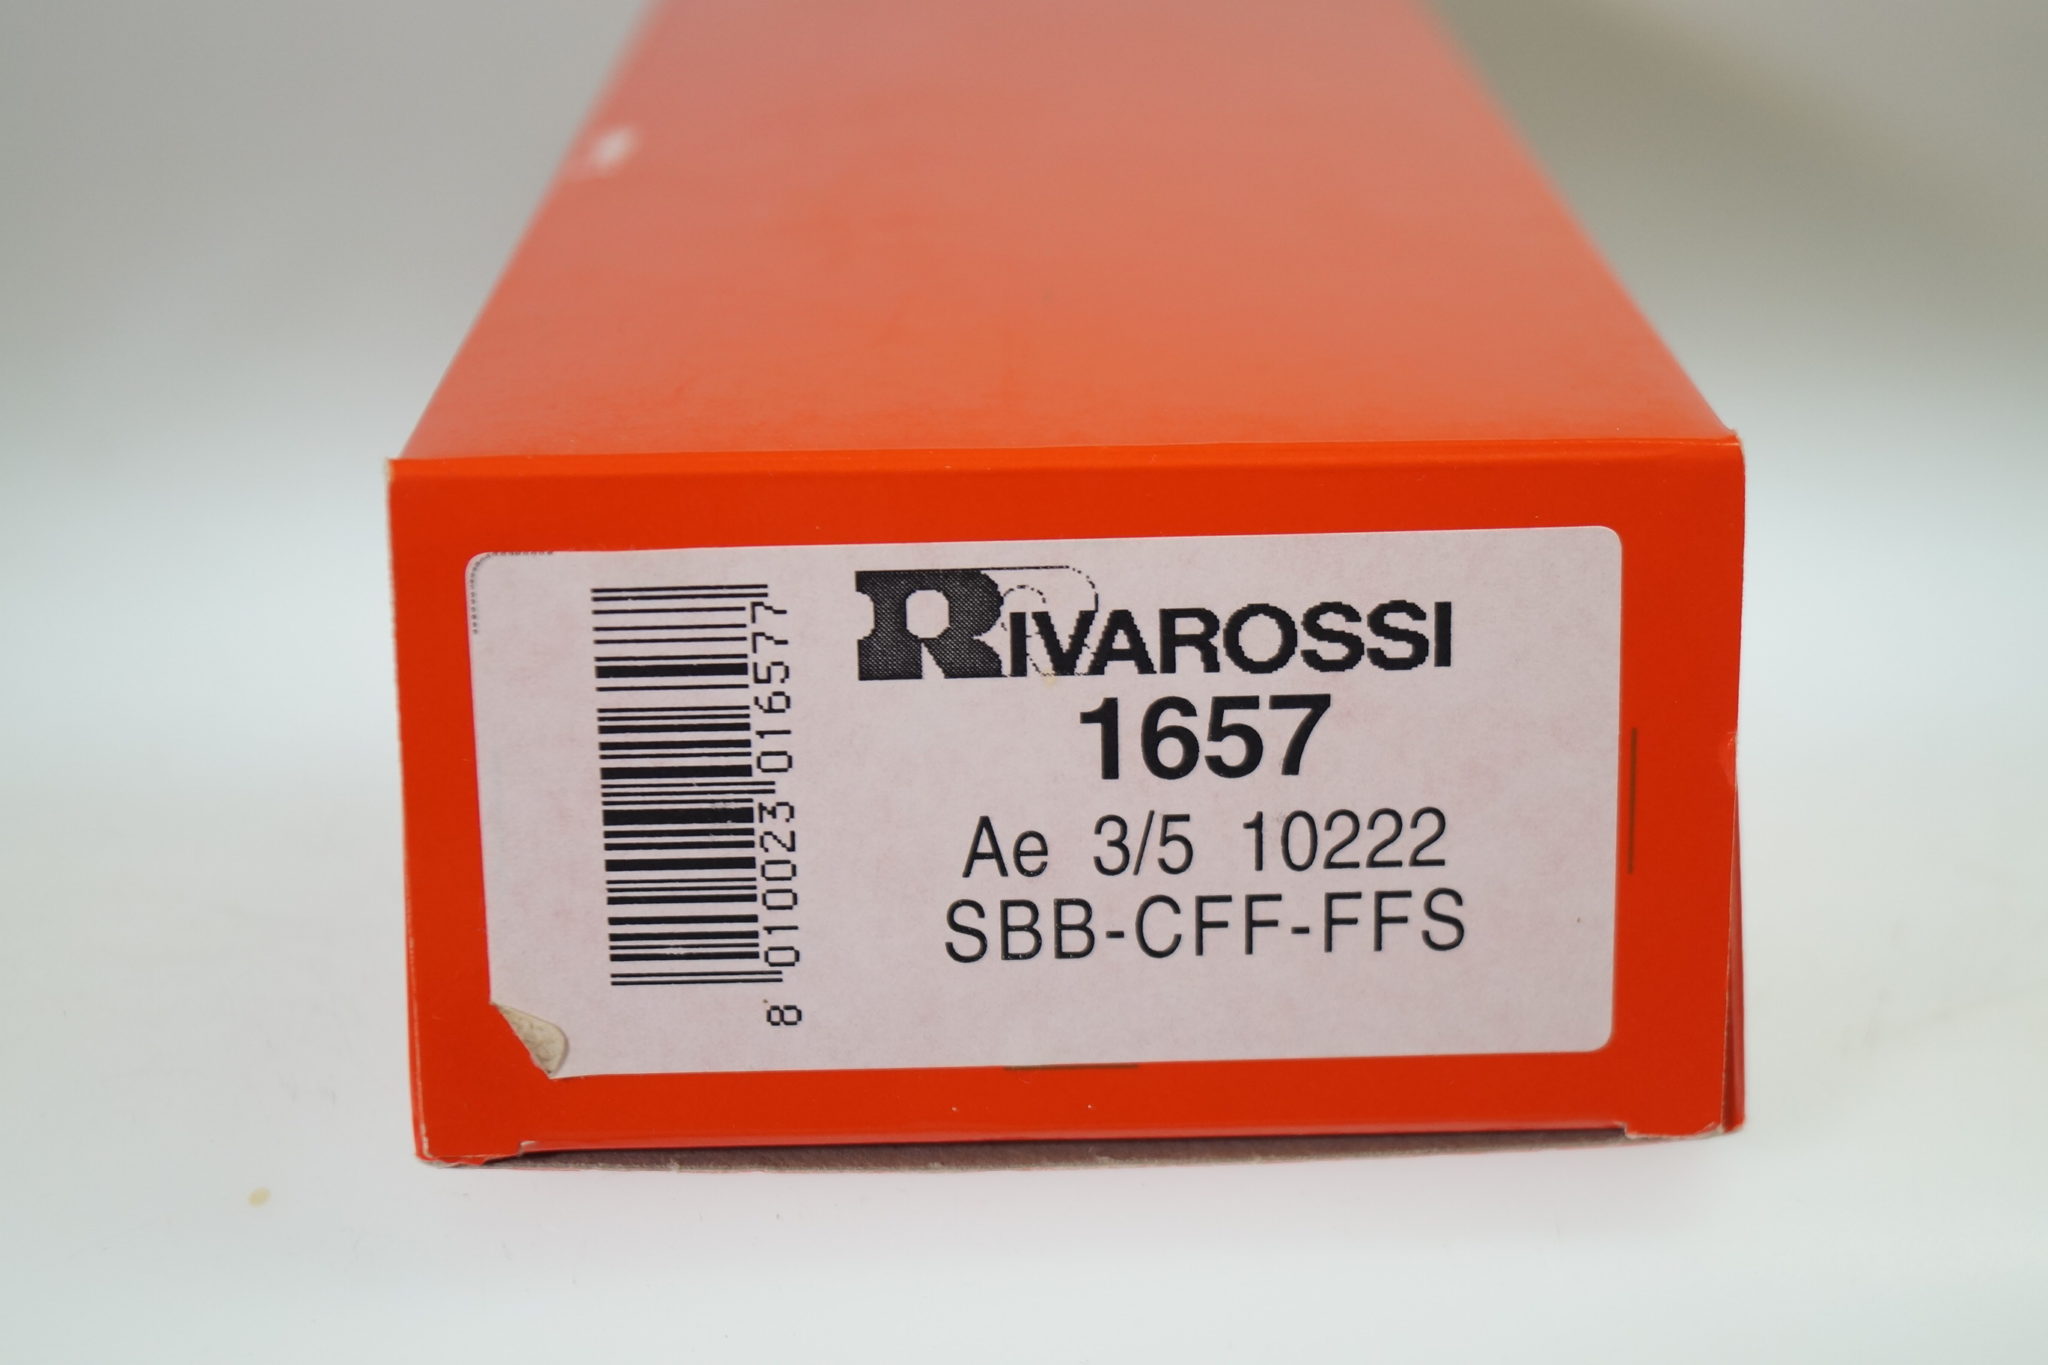 RIVAROSSI
1657
Ae 3/5 10222
SBB-CFF-FFS
8 010023 016577